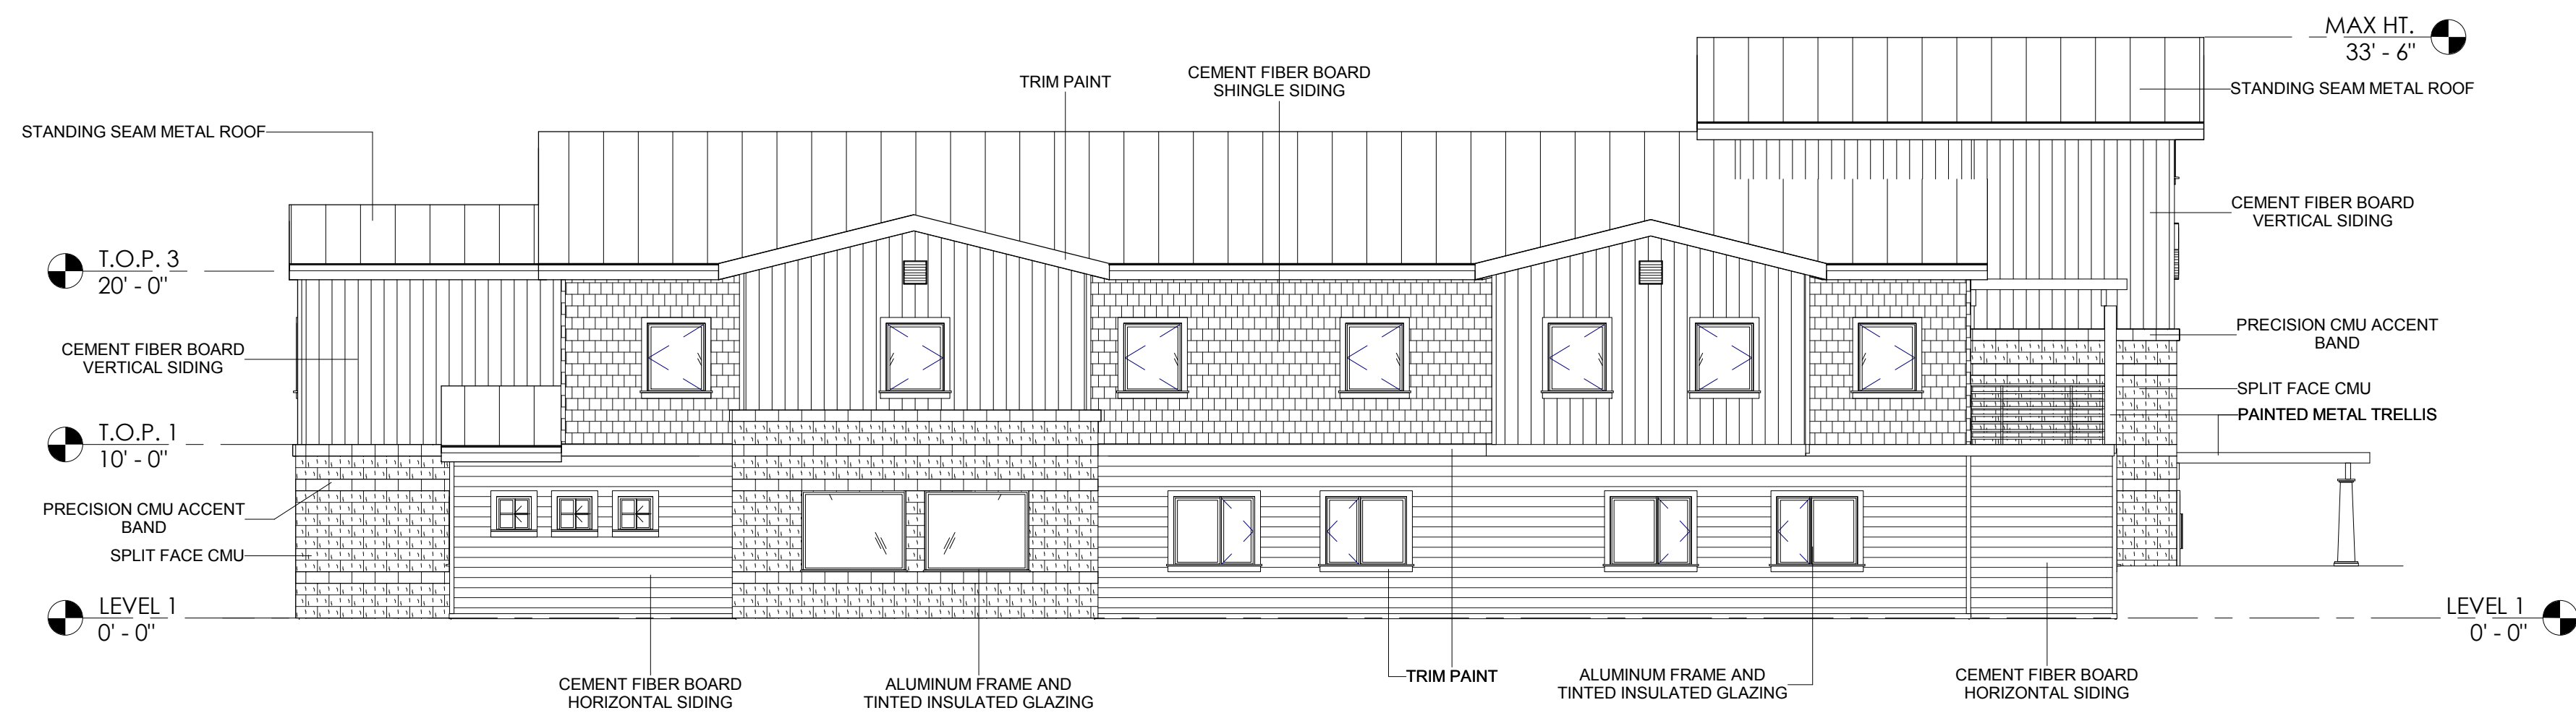 MAX HT.
33' - 6"
CEMENT FIBER BOARD
SHINGLE SIDING
TRIM PAINT
STANDING SEAM METAL ROOF
STANDING SEAM METAL ROOF
CEMENT FIBER BOARD
VERTICAL SIDING
T.O.P. 3
20' - 0"
PRECISION CMU ACCENT
BAND
CEMENT FIBER BOARD
VERTICAL SIDING
SPLIT FACE CMU
PAINTED METAL TRELLIS
T.O.P. 1
10' - 0"
PRECISION CMU ACCENT
BAND
SPLIT FACE CMU
LEVEL 1
0' - 0"
LEVEL 1
0' - 0"
CEMENT FIBER BOARD
HORIZONTAL SIDING
ALUMINUM FRAME AND
TINTED INSULATED GLAZING
TRIM PAINT
ALUMINUM FRAME AND
TINTED INSULATED GLAZING
CEMENT FIBER BOARD
HORIZONTAL SIDING